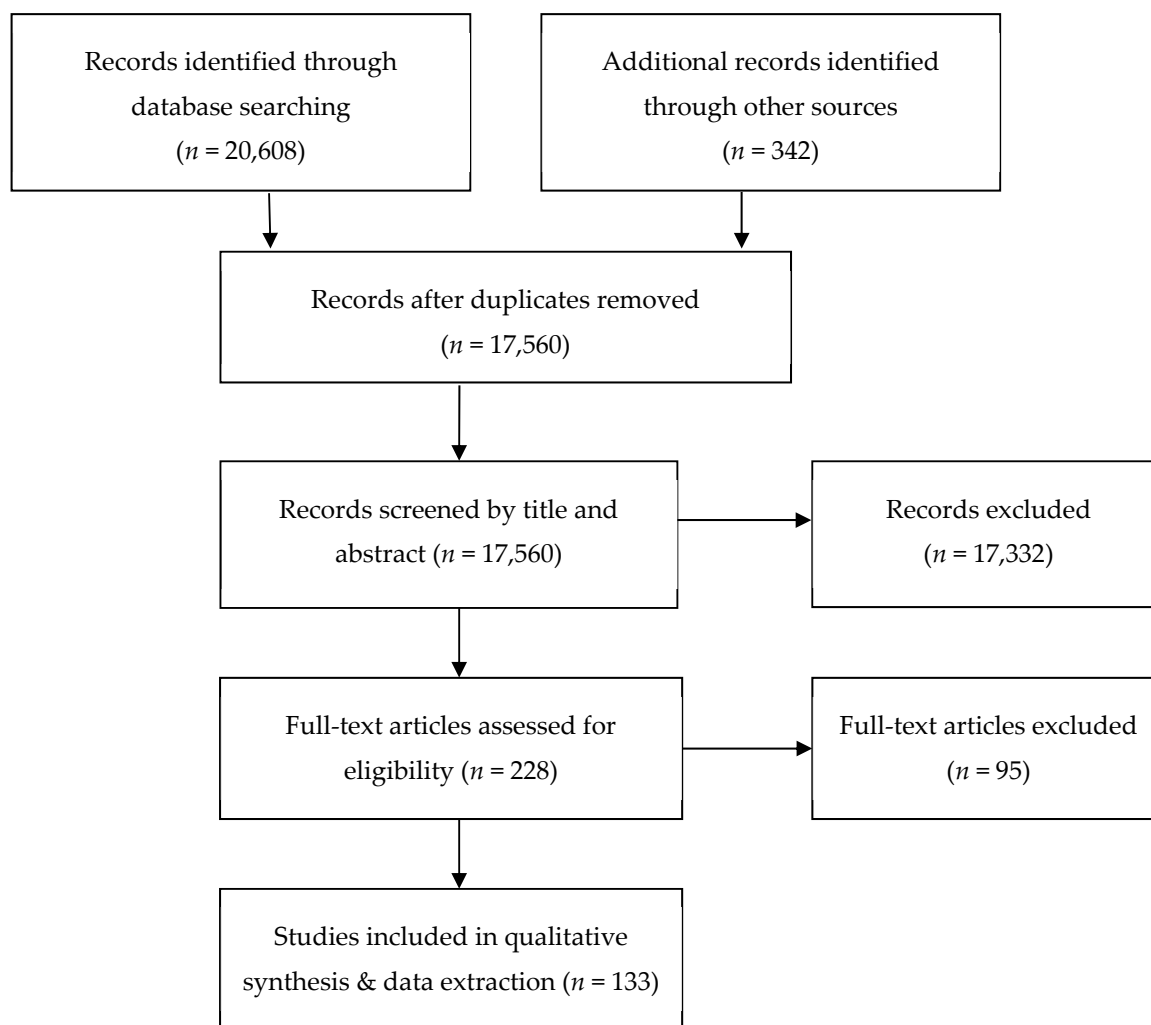 Records identified through
database searching
(n = 20,608)
Additional records identified
through other sources
(n = 342)
Records after duplicates removed
(n = 17,560)
Records screened by title and
abstract (n = 17,560)
Records excluded
(n = 17,332)
Full-text articles assessed for
eligibility (n = 228)
Full-text articles excluded
(n = 95)
Studies included in qualitative
synthesis & data extraction (n = 133)